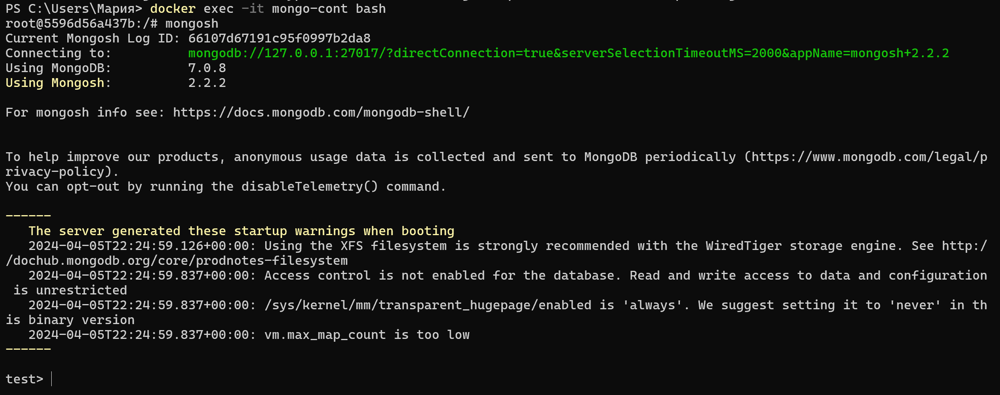 PS C:\Users\Мария> docker exec -it mongo-cont bash
root@5596d56a437b:/# mongosh
Current Mongosh Log ID: 66107d67191c95f0997b2da8
Connecting to:          mongodb://127.0.0.1:27017/?directConnection=true&serverSelectionTimeoutMS=2000&appName=mongosh+2.2.2
Using MongoDB:          7.0.8
Using Mongosh:          2.2.2
For mongosh info see: https://docs.mongodb.com/mongodb-shell/
To help improve our products, anonymous usage data is collected and sent to MongoDB periodically (https://www.mongodb.com/legal/p
rivacy-policy).
You can opt-out by running the disableTelemetry() command.
------
   The server generated these startup warnings when booting
   2024-04-05T22:24:59.126+00:00: Using the XFS filesystem is strongly recommended with the WiredTiger storage engine. See http:/
/dochub.mongodb.org/core/prodnotes-filesystem
   2024-04-05T22:24:59.837+00:00: Access control is not enabled for the database. Read and write access to data and configuration
 is unrestricted
   2024-04-05T22:24:59.837+00:00: /sys/kernel/mm/transparent_hugepage/enabled is 'always'. We suggest setting it to 'never' in th
is binary version
   2024-04-05T22:24:59.837+00:00: vm.max_map_count is too low
------
test>